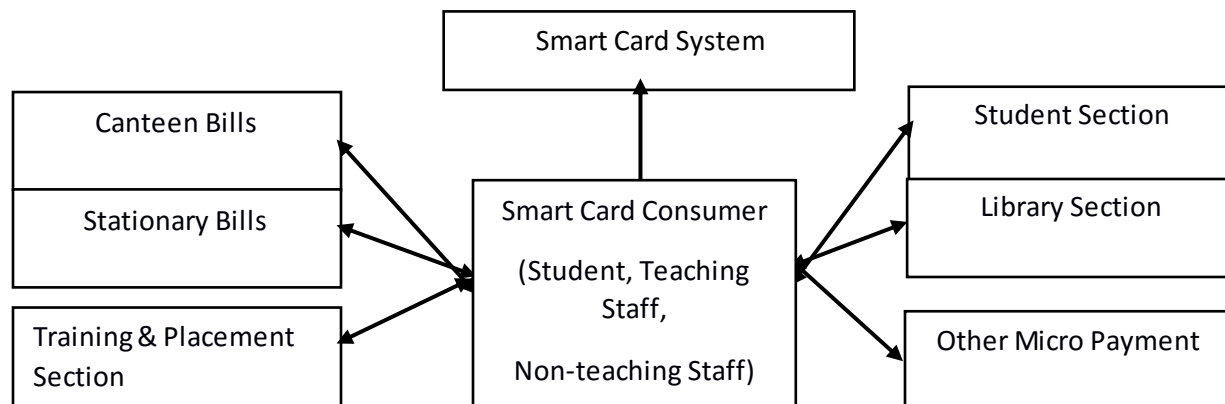 Smart Card System
Canteen Bills
Student Section
Stationary Bills
Smart Card Consumer
Library Section
(Student, Teaching
Staff,
Non-teaching Staff)
Training & Placement
Section
Other Micro Payment